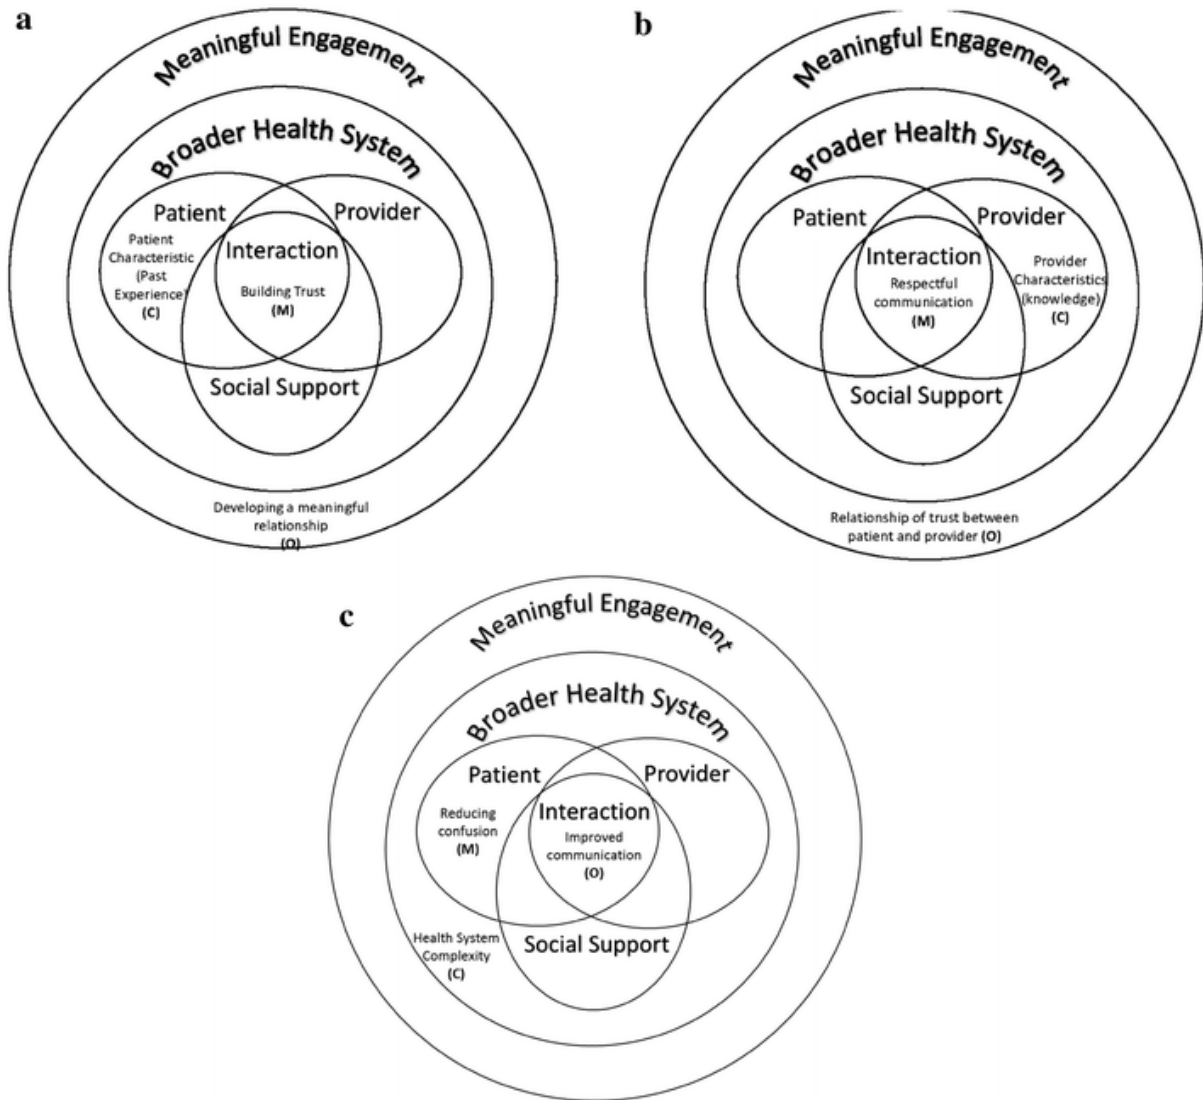 a
Meaningful Engagement
Broader Health System
Patient
Provider
Patient
Characteristic
(Past
Experience)
(C)
Interaction
Building Trust
(M)
Social Support
Developing a meaningful
relationship
(O)
b
Meaningful Engagement
Broader Health System
Patient
Provider
Interaction
Respectful
communication
(M)
Provider
Characteristics
(knowledge)
(C)
Social Support
Relationship of trust between
patient and provider (O)
c
Meaningful Engagement
Broader Health System
Patient
Provider
Reducing
confusion
(M)
Interaction
Improved
communication
(O)
Health System
Complexity
(C)
Social Support